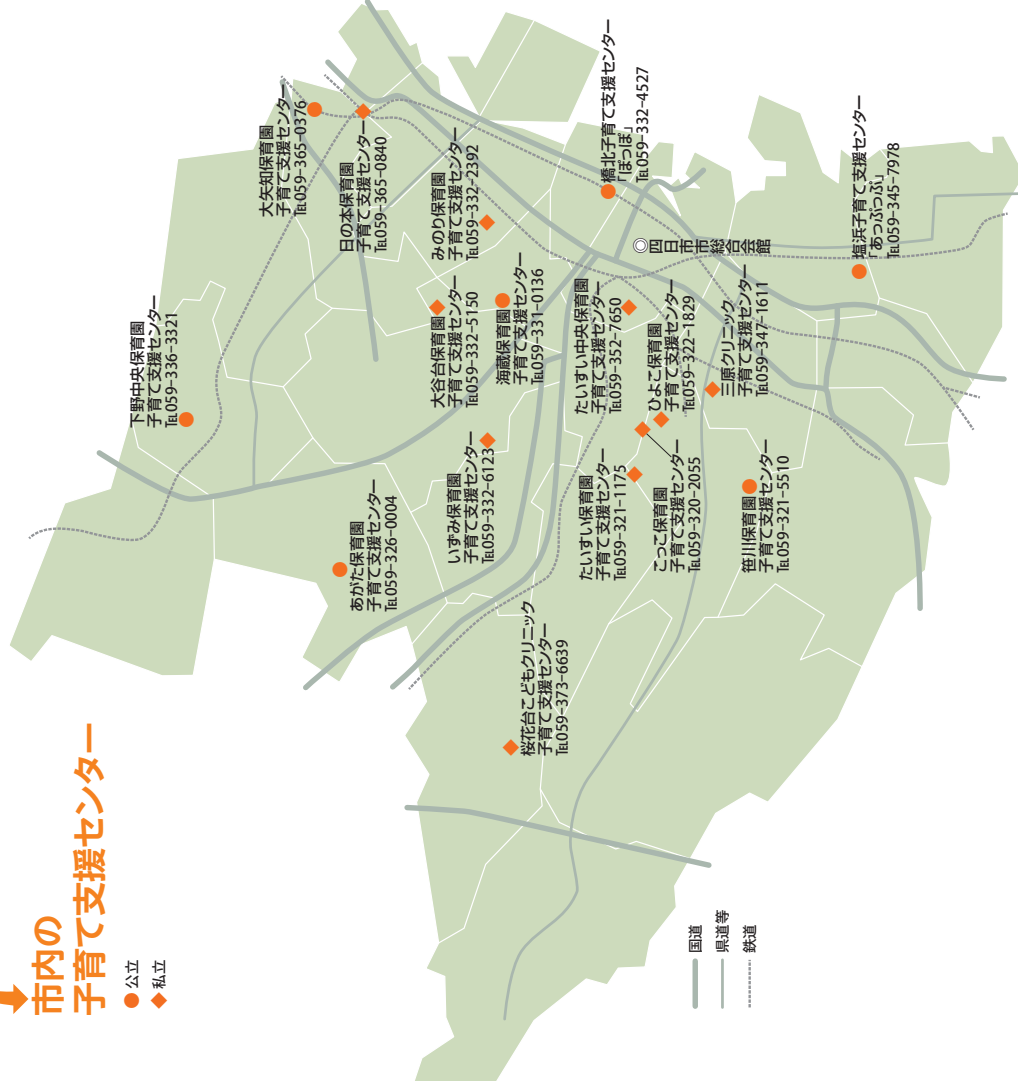 市内の
子育て支援センター
公立
私立
下野中央保育園
子育て支援センター
℡059-336-3321
大矢知保育園
子育て支援センター
℡059-365-0376
日の本保育園
子育て支援センター
℡059-365-0840
あがた保育園
子育て支援センター
℡059-326-0004
大谷台保育園
子育て支援センター
℡059-332-5150
みのり保育園
子育て支援センター
℡059-332-2392
いずみ保育園
子育て支援センター
℡059-332-6123
海蔵保育園
子育て支援センター
℡059-331-0136
桜花台こどもクリニック
子育て支援センター
℡059-373-6639
たいすい中央保育園
子育て支援センター
℡059-352-7650
橋北子育て支援センター
「ぽっぽ」
℡059-332-4527
たいすい保育園
子育て支援センター
℡059-321-1175
ひよこ保育園
子育て支援センター
℡059-322-1829
四日市市総合会館
こっこ保育園
子育て支援センター
℡059-320-2055
三原クリニック
子育て支援センター
℡059-347-1611
笹川保育園
子育て支援センター
℡059-321-5510
塩浜子育て支援センター
「あっぷっぷ」
℡059-345-7978
国道
県道等
鉄道